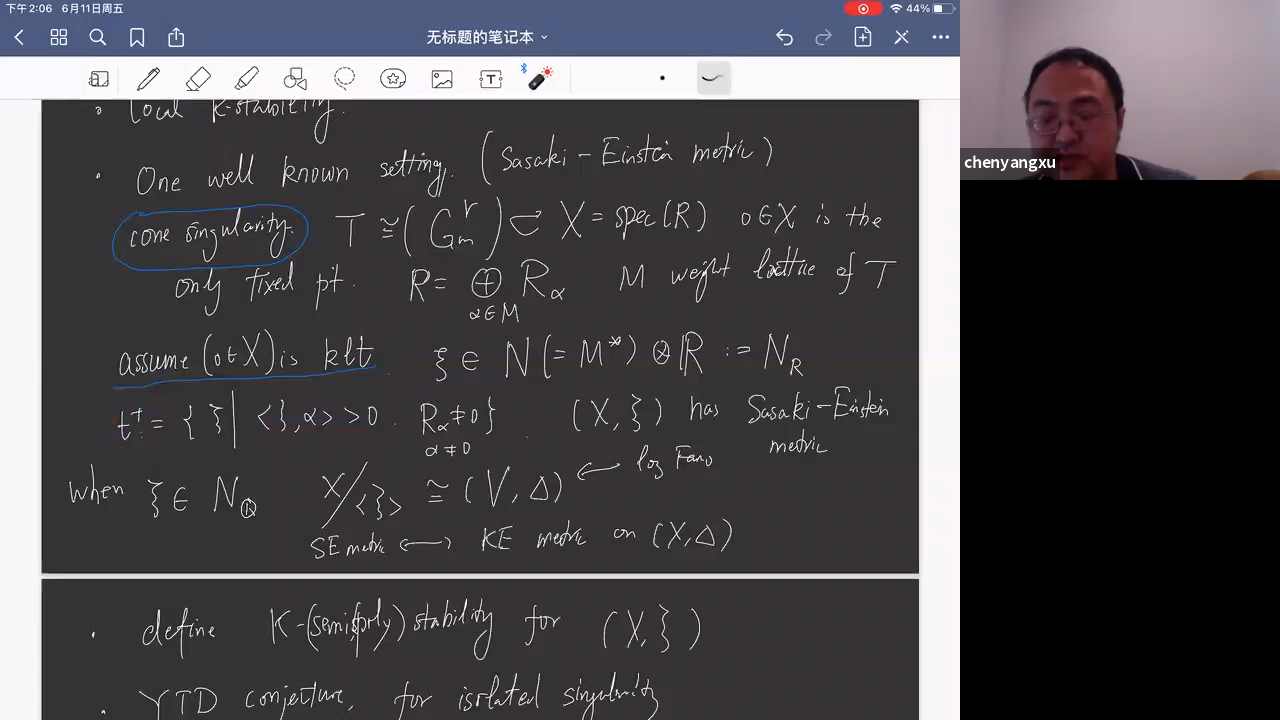 下午2:06 6月11日周五
44%
无标题的笔记本
T
chenyangxu
• local K-stability.
• One well known setting. (Sasaki-Einstein metric)
cone singularity. T ≅ (G_m^r) ⊂ X = spec(R) o∈X is the
only fixed pt. R = ⊕_{α∈M} R_α M weight lattice of T
assume (o∈X) is klt. ξ ∈ N(=M*) ⊗ ℝ := N_R
t^+ := { ξ | <ξ,α> >0. R_α≠0 } α≠0 . (X,ξ) has Sasaki-Einstein
metric
when ξ ∈ N_Q X/<ξ> ≅ (V,Δ) ← log Fano
SE metric ⟷ KE metric on (X,Δ)
• define K-(semi,poly)stability for (X,ξ)
• YTD conjecture, for isolated singularity